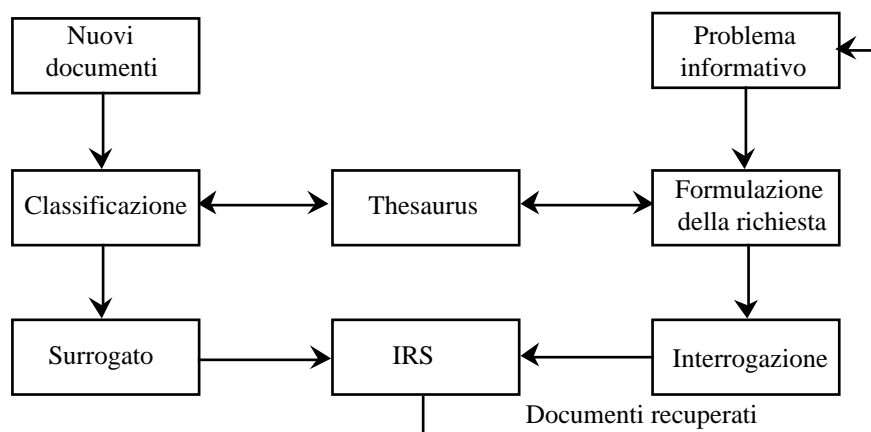 Nuovi
documenti
Problema
informativo
Classificazione
Thesaurus
Formulazione
della richiesta
Surrogato
IRS
Interrogazione
Documenti recuperati